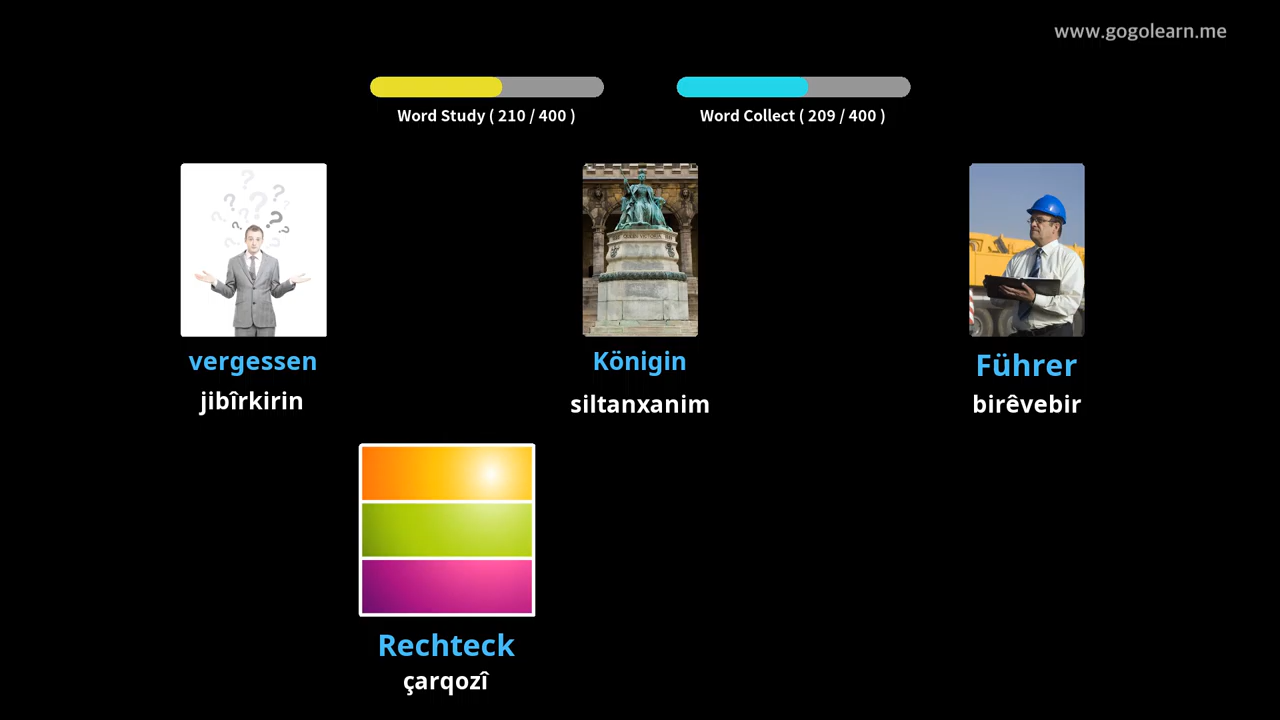 www.gogolearn.me
Word Study ( 210 / 400 )
Word Collect ( 209 / 400 )
vergessen
jibîrkirin
Königin
siltanxanim
Führer
birêvebir
Rechteck
çarqozî